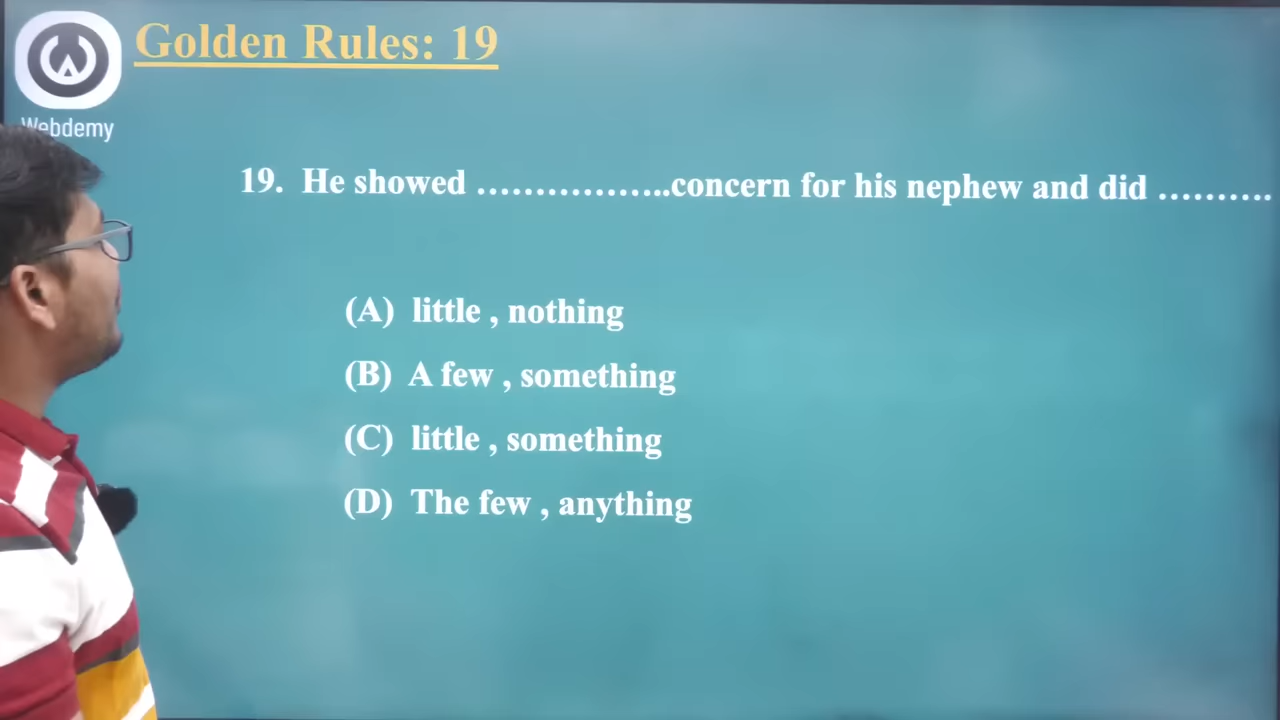 Golden Rules: 19
Webdemy
19. He showed ………………..concern for his nephew and did ……….
(A) little , nothing
(B) A few , something
(C) little , something
(D) The few , anything